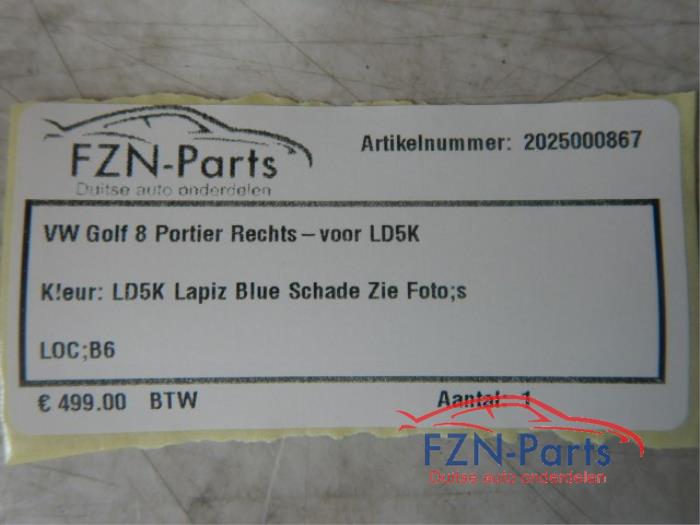 FZN-Parts
Duitse auto onderdelen
Artikelnummer: 2025000867
VW Golf 8 Portier Rechts-voor LD5K
Kleur: LD5K Lapiz Blue Schade Zie Foto;s
LOC;B6
€ 499.00 BTW
Aantal: 1
FZN-Parts
Duitse auto onderdelen